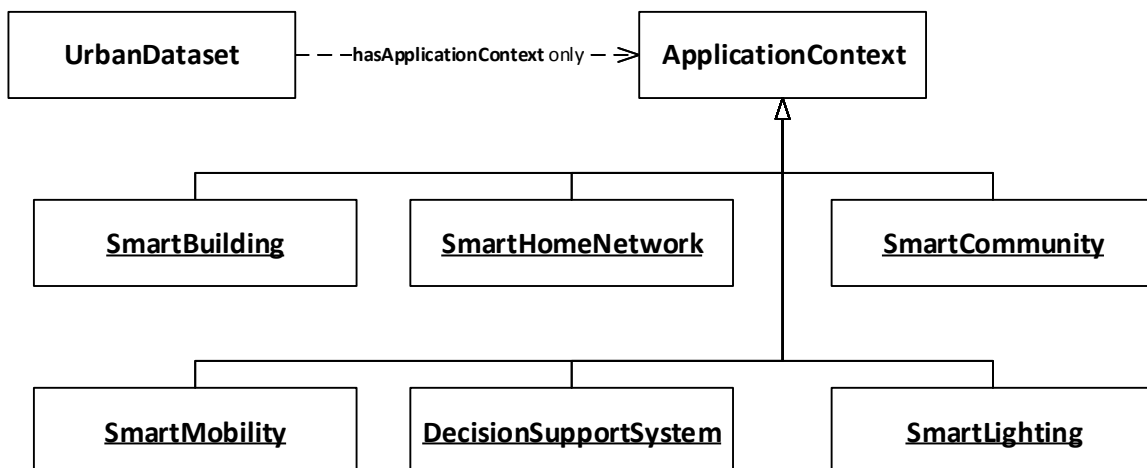 UrbanDataset
hasApplicationContext only
ApplicationContext
SmartBuilding
SmartHomeNetwork
SmartCommunity
SmartMobility
DecisionSupportSystem
SmartLighting